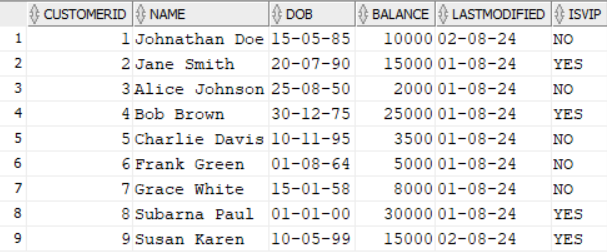 CUSTOMERID NAME DOB BALANCE LASTMODIFIED ISVIP
1 1 Johnathan Doe 15-05-85 10000 02-08-24 NO
2 2 Jane Smith 20-07-90 15000 01-08-24 YES
3 3 Alice Johnson 25-08-50 2000 01-08-24 NO
4 4 Bob Brown 30-12-75 25000 01-08-24 YES
5 5 Charlie Davis 10-11-95 3500 01-08-24 NO
6 6 Frank Green 01-08-64 5000 01-08-24 NO
7 7 Grace White 15-01-58 8000 01-08-24 NO
8 8 Subarna Paul 01-01-00 30000 01-08-24 YES
9 9 Susan Karen 10-05-99 15000 02-08-24 YES